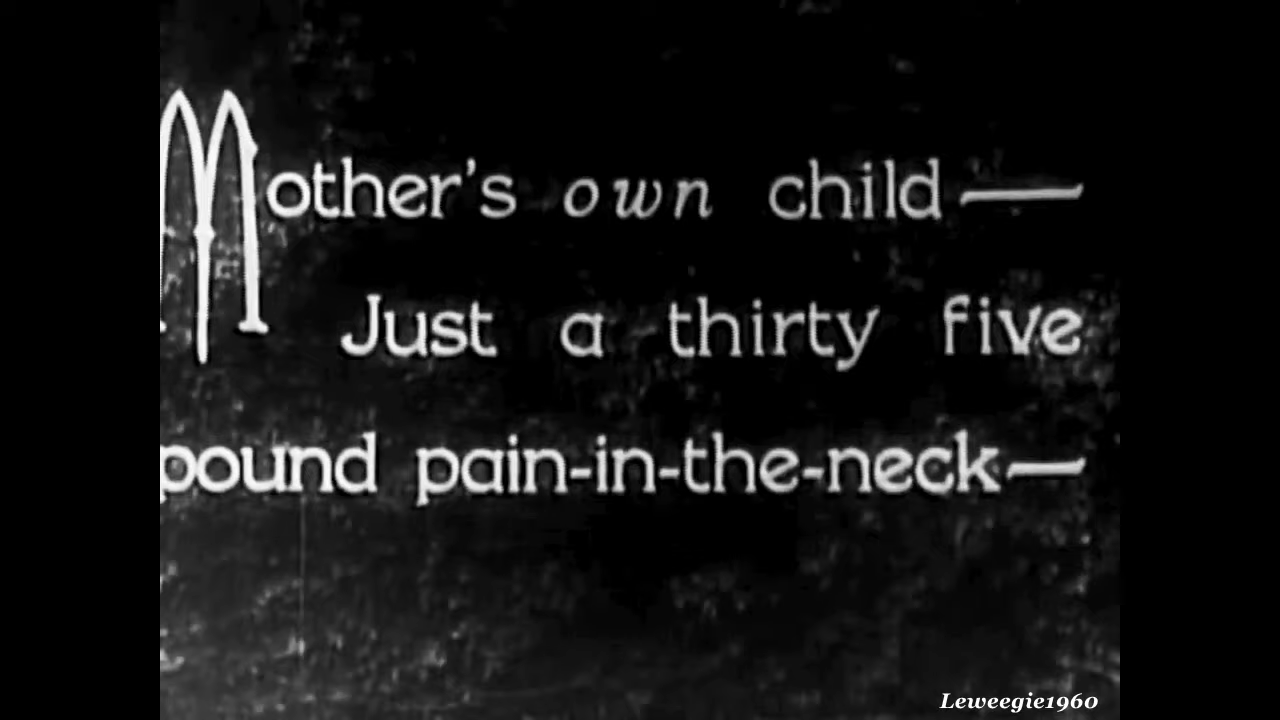 Mother's own child—
Just a thirty five
pound pain-in-the-neck—
Leweegie1960